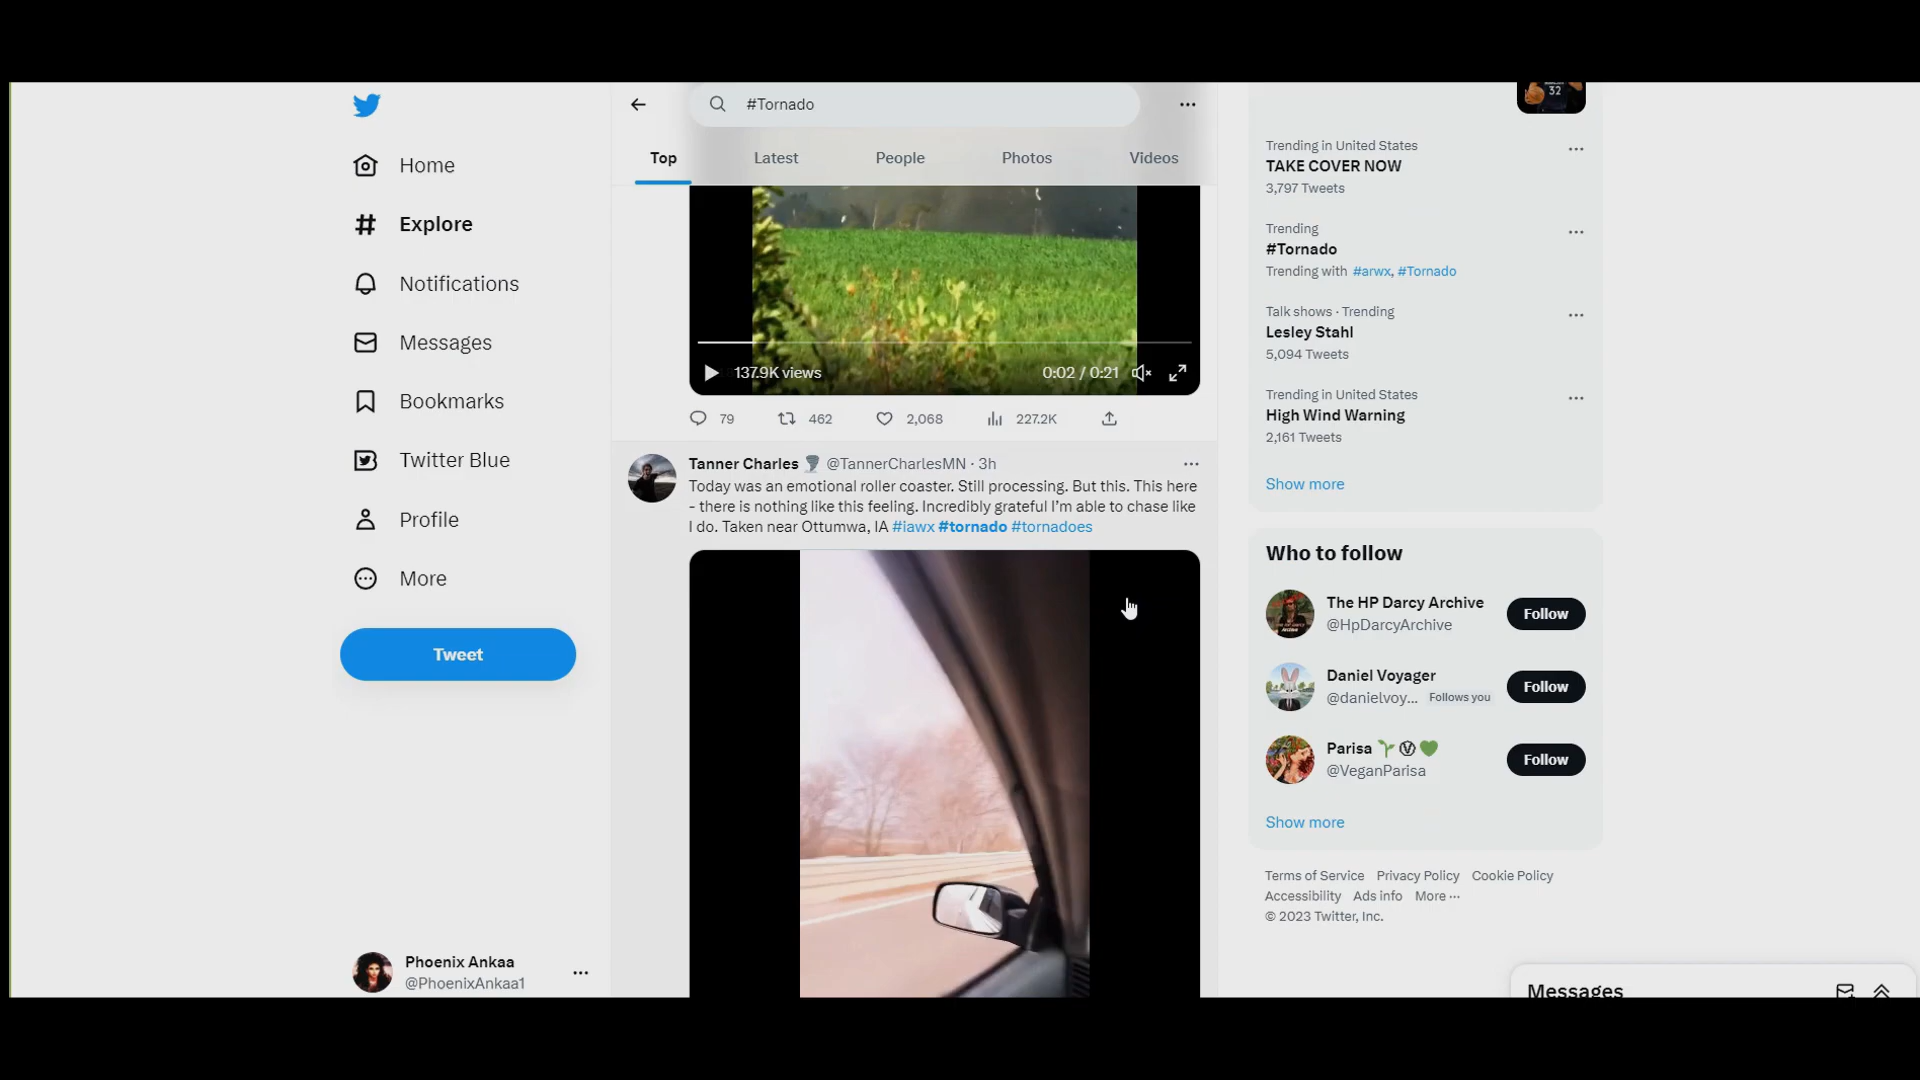 #Tornado
Top
Latest
People
Photos
Videos
Home
Explore
Notifications
Messages
Bookmarks
Twitter Blue
Profile
More
Tweet
Phoenix Ankaa
@PhoenixAnkaa1
137.9K views
0:02 / 0:21
79
462
2,068
227.2K
Tanner Charles 🌪️ @TannerCharlesMN · 3h
Today was an emotional roller coaster. Still processing. But this. This here
- there is nothing like this feeling. Incredibly grateful I'm able to chase like
I do. Taken near Ottumwa, IA #iawx #tornado #tornadoes
32
Trending in United States
TAKE COVER NOW
3,797 Tweets
Trending
#Tornado
Trending with #arwx, #Tornado
Talk shows · Trending
Lesley Stahl
5,094 Tweets
Trending in United States
High Wind Warning
2,161 Tweets
Show more
Who to follow
The HP Darcy Archive
@HpDarcyArchive
Follow
Daniel Voyager
@danielvoy... Follows you
Follow
Parisa 🌱Ⓥ💚
@VeganParisa
Follow
Show more
Terms of Service Privacy Policy Cookie Policy
Accessibility Ads info More ···
© 2023 Twitter, Inc.
Messages